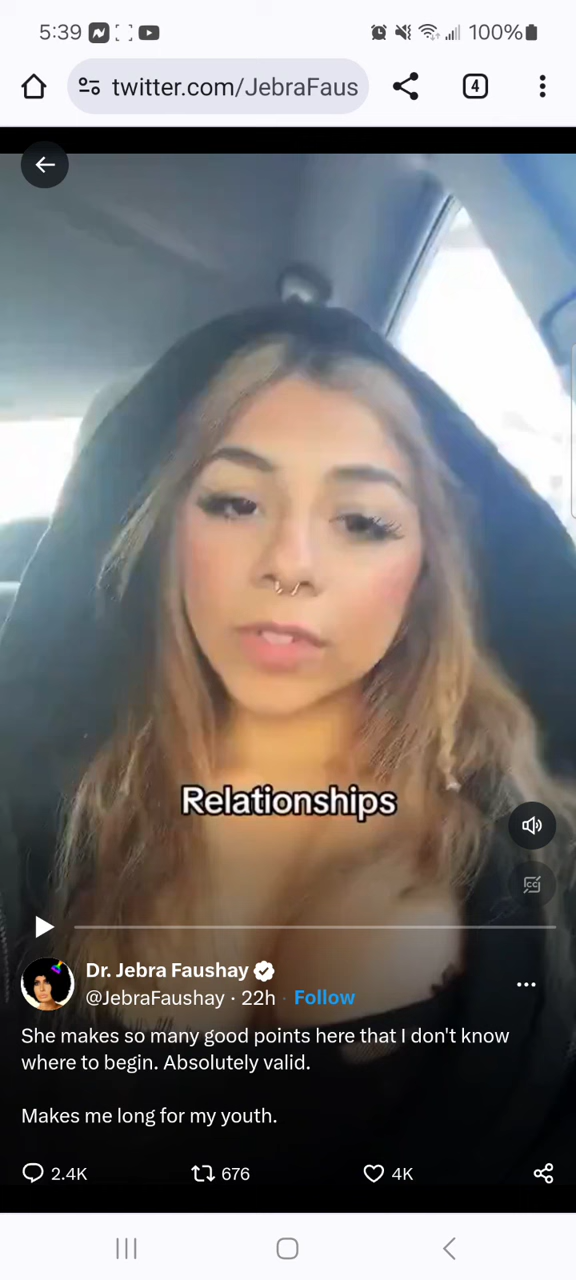 5:39
100%
twitter.com/JebraFaus
4
Relationships
CC
Dr. Jebra Faushay
@JebraFaushay · 22h · Follow
She makes so many good points here that I don't know
where to begin. Absolutely valid.
Makes me long for my youth.
2.4K 676 4K